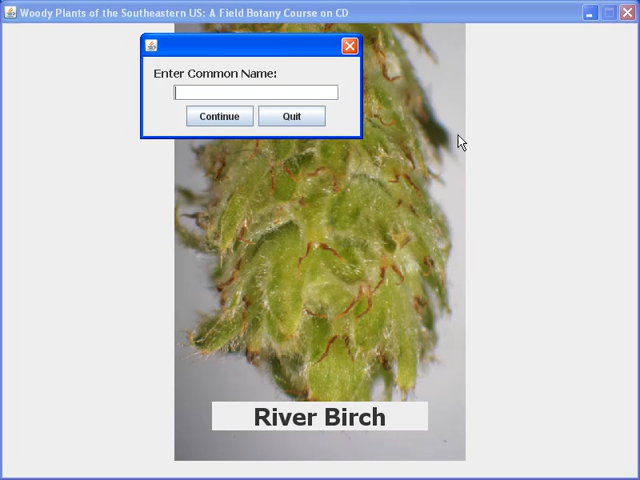 Woody Plants of the Southeastern US: A Field Botany Course on CD
Enter Common Name:
Continue Quit
River Birch